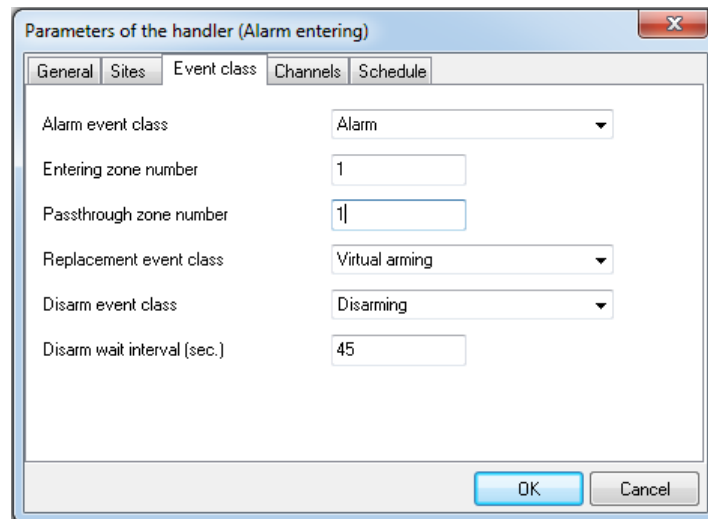 Parameters of the handler (Alarm entering)
General Sites Event class Channels Schedule
Alarm event class Alarm
Entering zone number 1
Passthrough zone number 1
Replacement event class Virtual arming
Disarm event class Disarming
Disarm wait interval (sec.) 45
OK Cancel